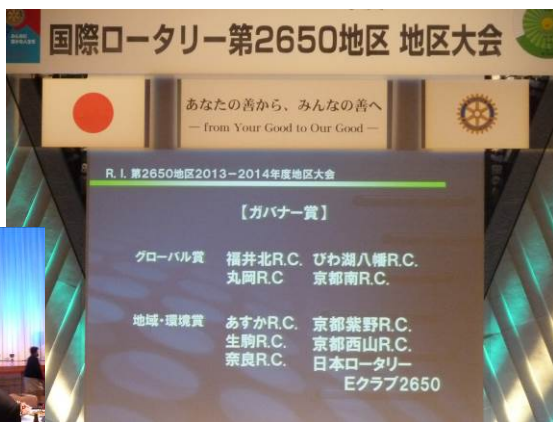 国際ロータリー第2650地区 地区大会
あなたの善から、みんなの善へ
— from Your Good to Our Good —
R. I. 第2650地区2013−2014年度地区大会
【ガバナー賞】
グローバル賞 福井北R.C. びわ湖八幡R.C.
丸岡R.C 京都南R.C.
地域・環境賞 あすかR.C. 京都紫野R.C.
生駒R.C. 京都西山R.C.
奈良R.C. 日本ロータリー
Eクラブ2650